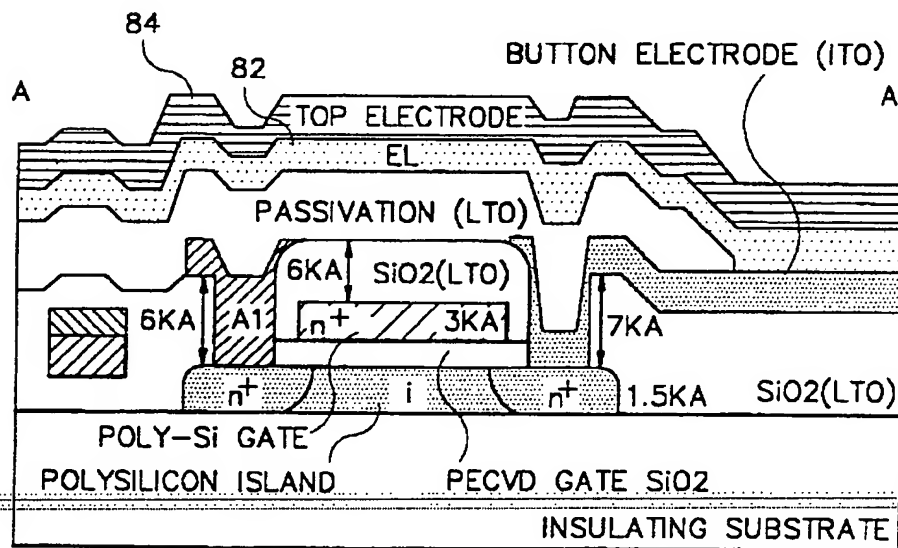 84
82
BUTTON ELECTRODE (ITO)
A
A
TOP ELECTRODE
EL
PASSIVATION (LTO)
6KA
SiO2(LTO)
6KA
A1
n+
3KA
7KA
n+
i
n+
1.5KA
SiO2(LTO)
POLY-Si GATE
POLYSILICON ISLAND
PECVD GATE SiO2
INSULATING SUBSTRATE